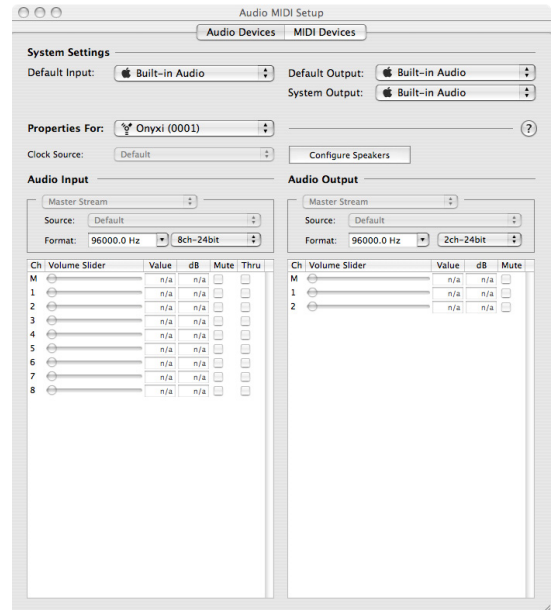 Audio MIDI Setup
Audio Devices MIDI Devices
System Settings
Default Input: Built-in Audio
Default Output: Built-in Audio
System Output: Built-in Audio
Properties For: Onyxi (0001)
?
Clock Source: Default
Configure Speakers
Audio Input
Master Stream
Source: Default
Format: 96000.0 Hz 8ch-24bit
Ch Volume Slider Value dB Mute Thru
M n/a n/a
1 n/a n/a
2 n/a n/a
3 n/a n/a
4 n/a n/a
5 n/a n/a
6 n/a n/a
7 n/a n/a
8 n/a n/a
Audio Output
Master Stream
Source: Default
Format: 96000.0 Hz 2ch-24bit
Ch Volume Slider Value dB Mute
M n/a n/a
1 n/a n/a
2 n/a n/a